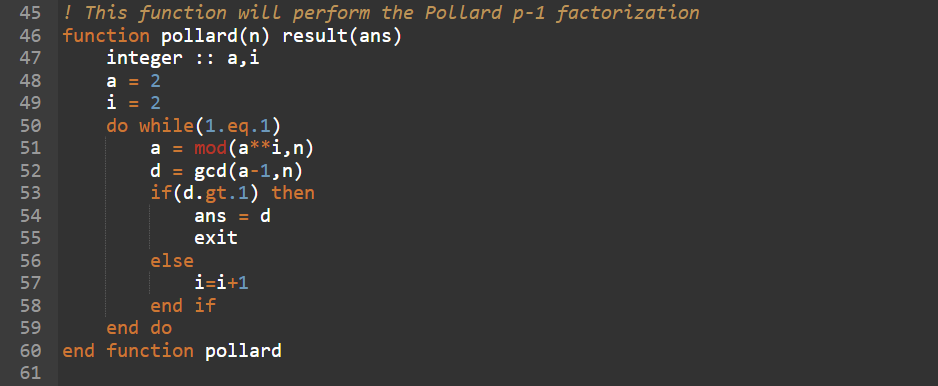 45 ! This function will perform the Pollard p-1 factorization
46 function pollard(n) result(ans)
47     integer :: a,i
48     a = 2
49     i = 2
50     do while(1.eq.1)
51         a = mod(a**i,n)
52         d = gcd(a-1,n)
53         if(d.gt.1) then
54             ans = d
55             exit
56         else
57             i=i+1
58         end if
59     end do
60 end function pollard
61